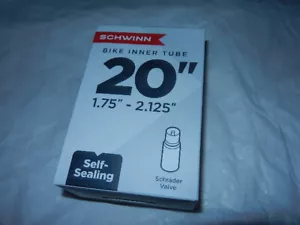 SCHWINN
BIKE INNER TUBE
20"
1.75" - 2.125"
Self-
Sealing
Schrader
Valve